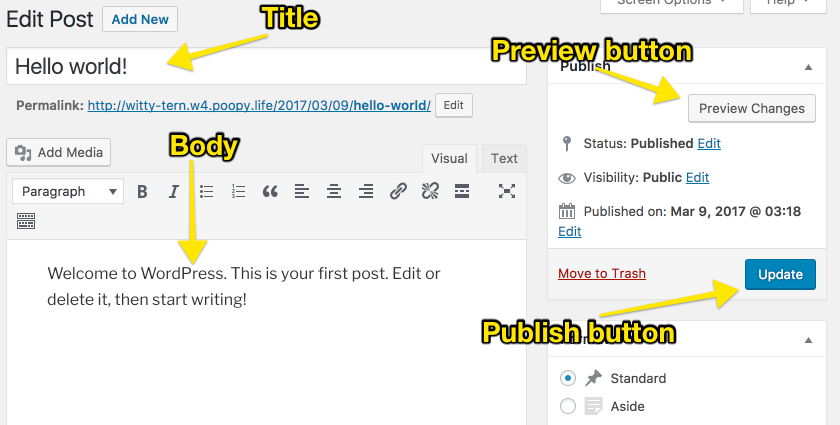 Edit Post Add New
Title
Screen Options Help
Hello world!
Permalink: http://witty-tern.w4.poopy.life/2017/03/09/hello-world/ Edit
Add Media
Body
Visual Text
Paragraph
B I
Welcome to WordPress. This is your first post. Edit or
delete it, then start writing!
Preview button
Publish
Preview Changes
Status: Published Edit
Visibility: Public Edit
Published on: Mar 9, 2017 @ 03:18
Edit
Move to Trash Update
Publish button
Standard
Aside